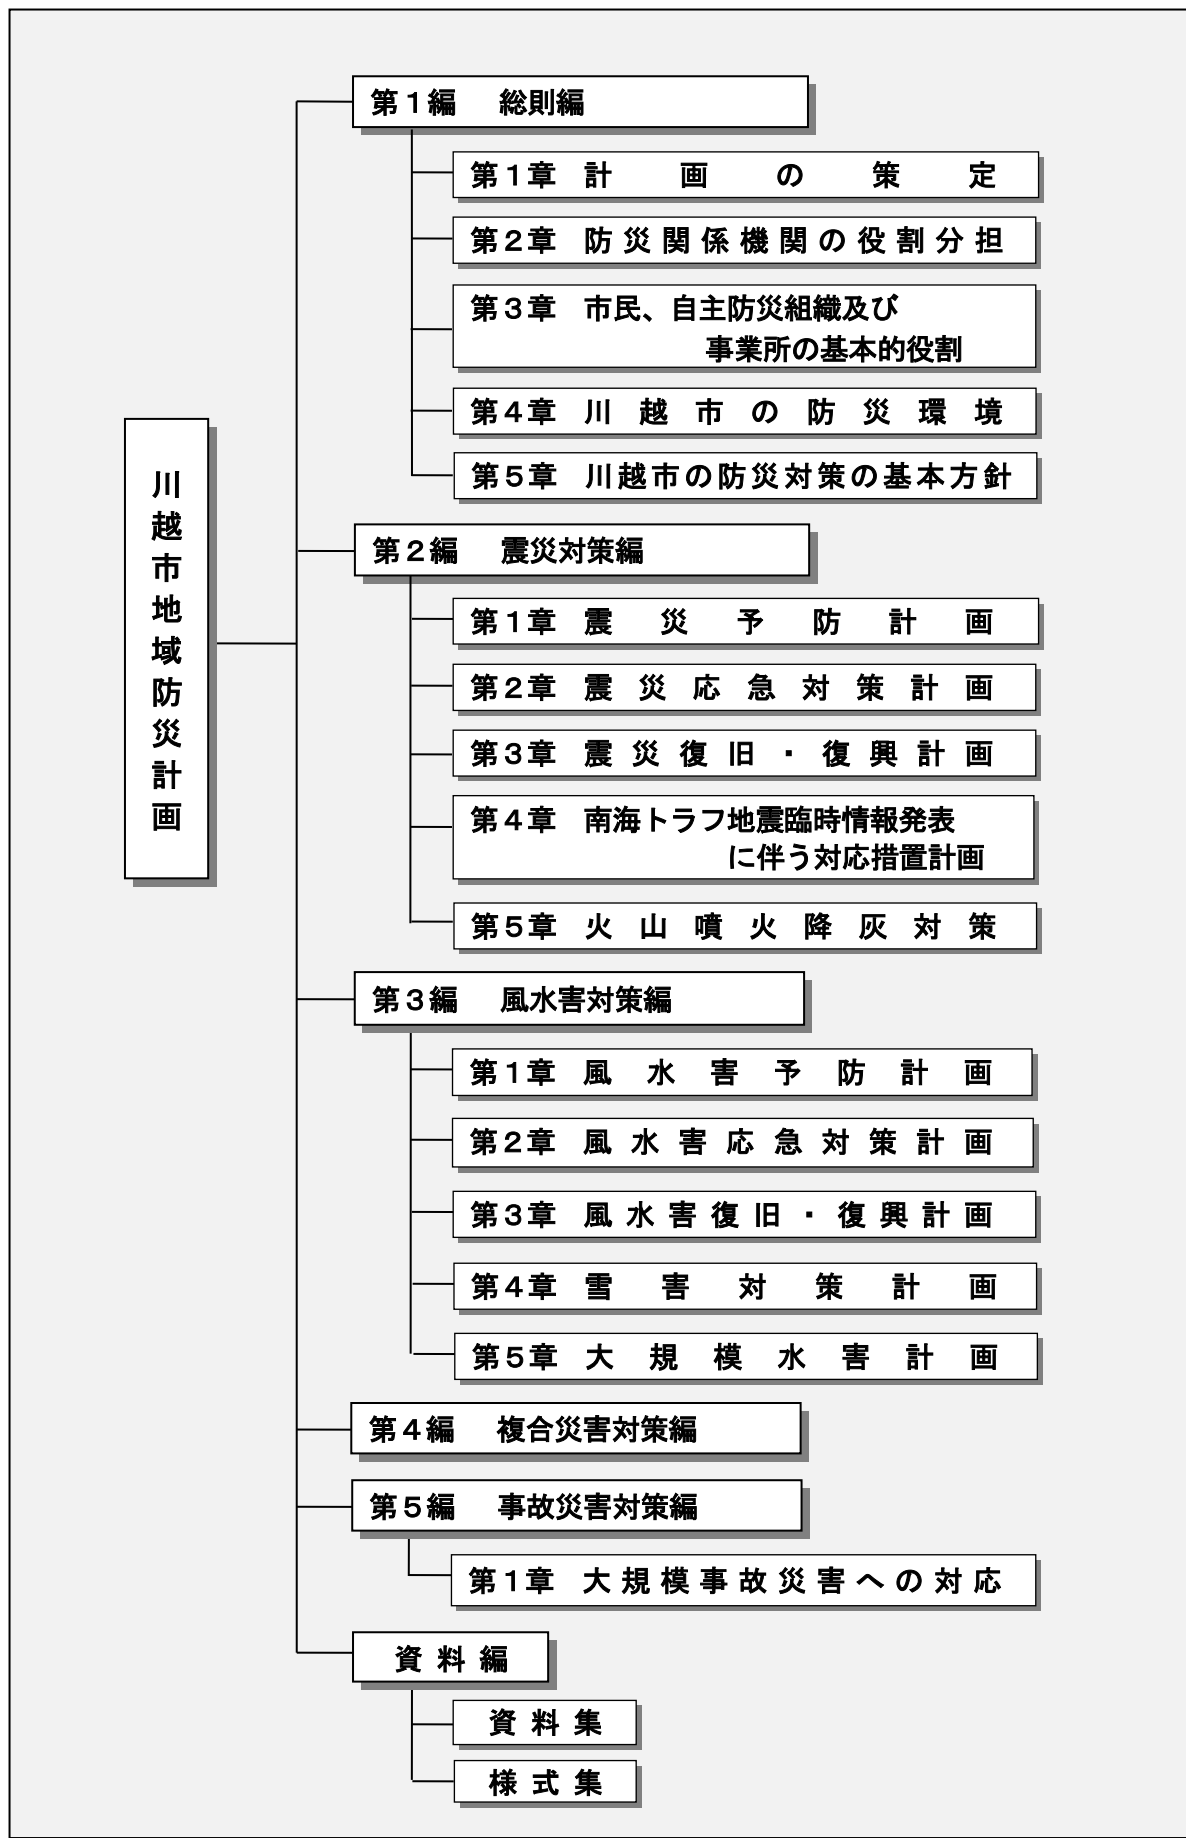 川越市地域防災計画
第１編 総則編
第１章 計画の策定
第２章 防災関係機関の役割分担
第３章 市民、自主防災組織及び
事業所の基本的役割
第４章 川越市の防災環境
第５章 川越市の防災対策の基本方針
第２編 震災対策編
第１章 震災予防計画
第２章 震災応急対策計画
第３章 震災復旧・復興計画
第４章 南海トラフ地震臨時情報発表
に伴う対応措置計画
第５章 火山噴火降灰対策
第３編 風水害対策編
第１章 風水害予防計画
第２章 風水害応急対策計画
第３章 風水害復旧・復興計画
第４章 雪害対策計画
第５章 大規模水害計画
第４編 複合災害対策編
第５編 事故災害対策編
第１章 大規模事故災害への対応
資料編
資料集
様式集